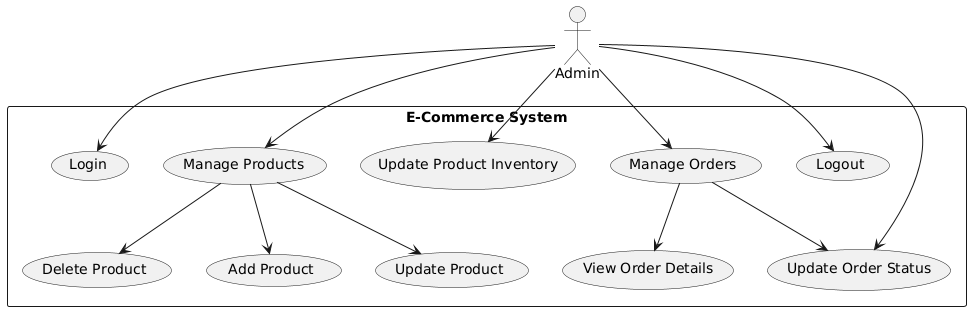 Admin
E-Commerce System
Login
Manage Products
Update Product Inventory
Manage Orders
Logout
Delete Product
Add Product
Update Product
View Order Details
Update Order Status